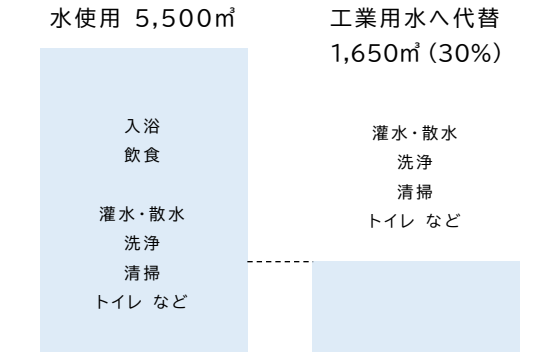 水使用 5,500㎥
入浴
飲食
灌水・散水
洗浄
清掃
トイレ など
工業用水へ代替
1,650㎥(30%)
灌水・散水
洗浄
清掃
トイレ など